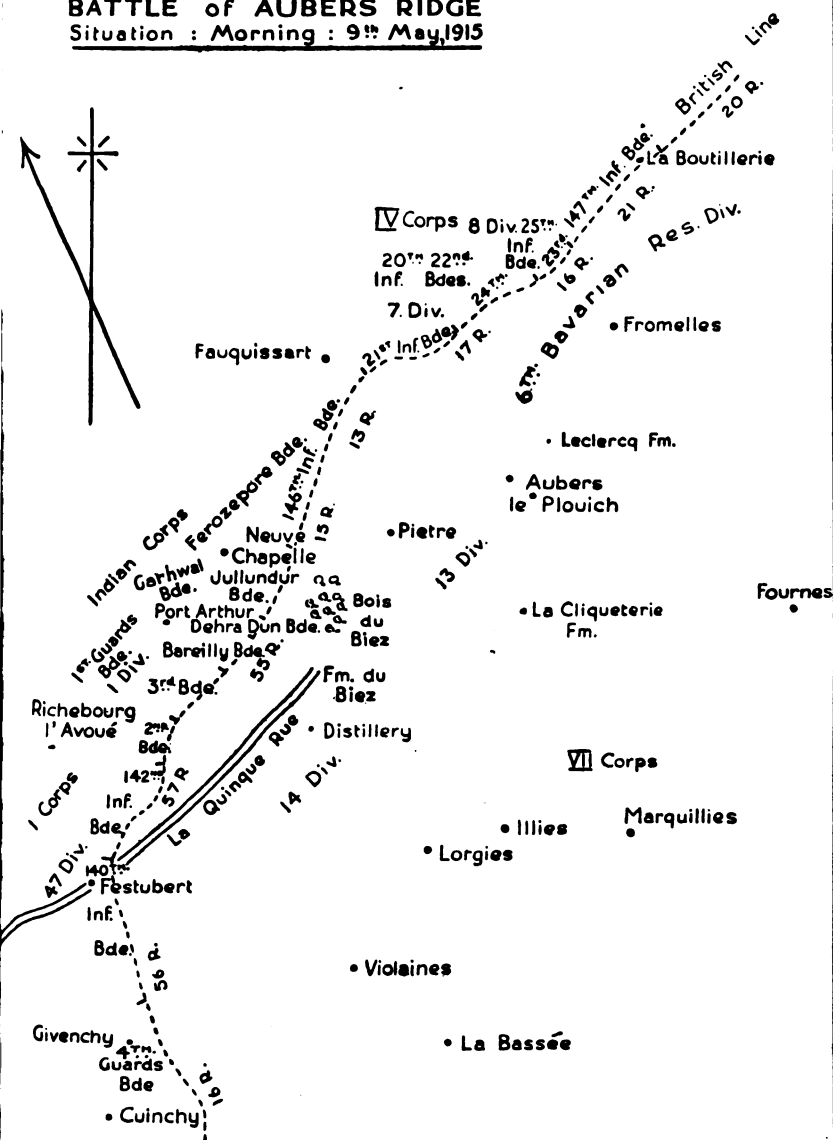 BATTLE of AUBERS RIDGE
Situation : Morning : 9th May, 1915
British Line
20 R.
La Boutillerie
147TH. Inf. Bde.
21 R.
IV Corps
8 Div. 25TH. Inf. Bde.
23RD.
16 R.
6TH. Bavarian Res. Div.
20TH 22nd. Inf. Bdes.
24TH.
7. Div.
21ST Inf. Bde.
17 R.
Fromelles
Fauquissart
13 R.
Leclercq Fm.
Aubers
le Plouich
146TH Inf. Bde.
15 R.
Ferozepore Bde.
Indian Corps
Neuve Chapelle
Pietre
13 Div.
Garhwal Bde.
Jullundur Bde.
Bois du Biez
Fournes
La Cliqueterie Fm.
Port Arthur
Dehra Dun Bde.
1ST. Guards Bde.
1 Div.
Bareilly Bde.
55 R.
3rd Bde.
Fm. du Biez
Richebourg l'Avoué
2nd. Bde.
Distillery
La Quinque Rue
14 Div.
VII Corps
142nd Inf. Bde.
57 R
1 Corps
Marquillies
Illies
Lorgies
47 Div.
140TH Inf. Bde.
Festubert
56 R.
Violaines
Givenchy
4TH. Guards Bde
La Bassée
16 R.
Cuinchy